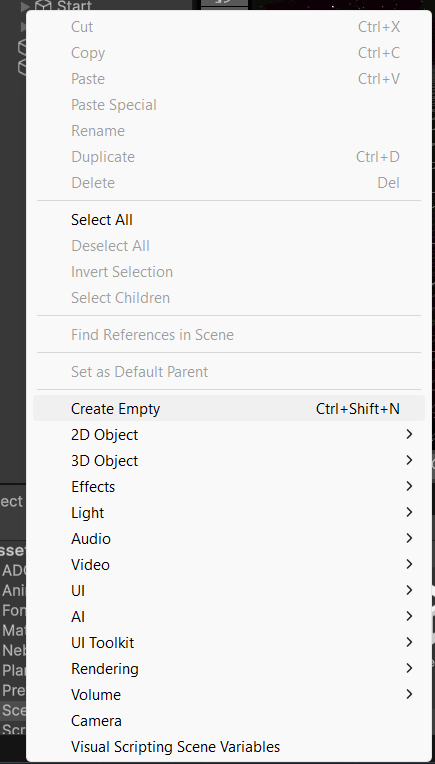 Start
Cut Ctrl+X
Copy Ctrl+C
Paste Ctrl+V
Paste Special
Rename
Duplicate Ctrl+D
Delete Del
Select All
Deselect All
Invert Selection
Select Children
Find References in Scene
Set as Default Parent
Create Empty Ctrl+Shift+N
2D Object
3D Object
Effects
Light
Audio
Video
UI
AI
UI Toolkit
Rendering
Volume
Camera
Visual Scripting Scene Variables
ect
sset
ADO
Ani
Fon
Mat
Neb
Plan
Pre
Sce
Scr